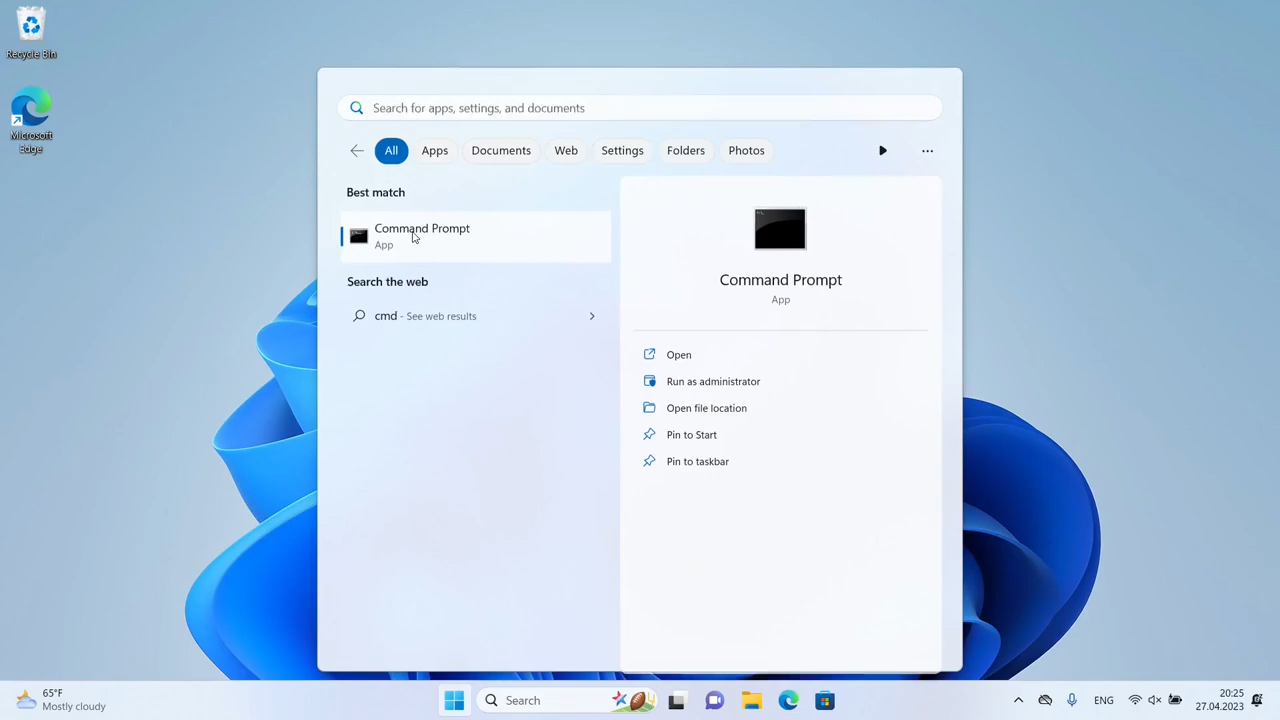 Recycle Bin
Microsoft
Edge
Search for apps, settings, and documents
All
Apps
Documents
Web
Settings
Folders
Photos
Best match
Command Prompt
App
Search the web
cmd - See web results
Command Prompt
App
Open
Run as administrator
Open file location
Pin to Start
Pin to taskbar
65°F
Mostly cloudy
Search
ENG
20:25
27.04.2023